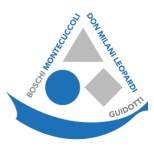 BOSCHI MONTECUCCOLI
DON MILANI LEOPARDI
GUIDOTTI